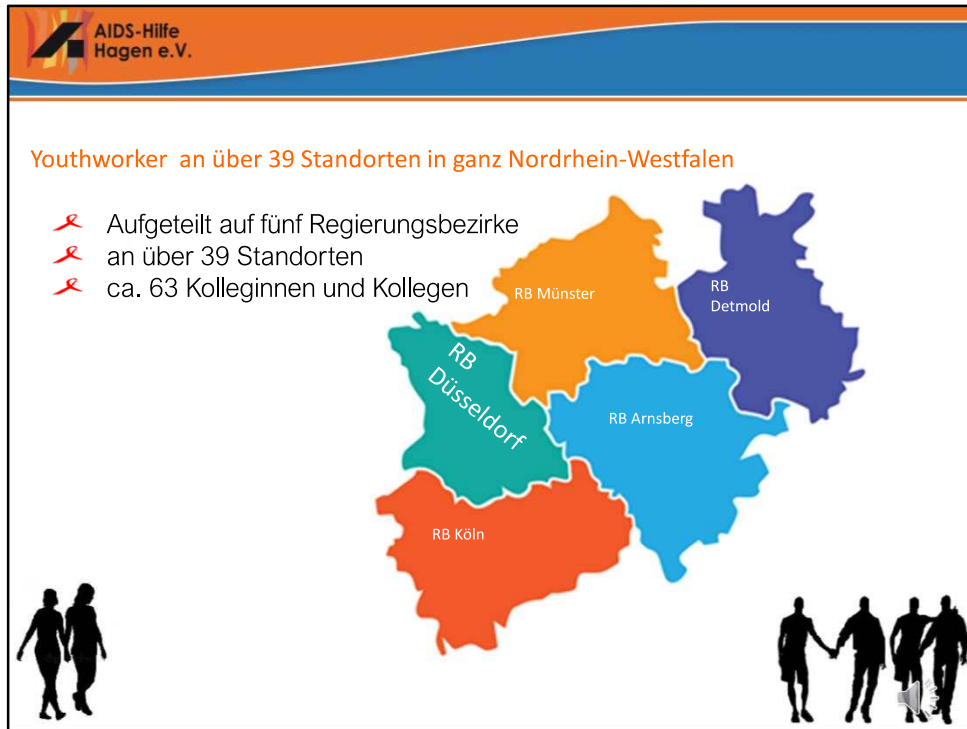 AIDS-Hilfe
Hagen e.V.
Youthworker an über 39 Standorten in ganz Nordrhein-Westfalen
Aufgeteilt auf fünf Regierungsbezirke
an über 39 Standorten
ca. 63 Kolleginnen und Kollegen
RB Münster
RB
Detmold
RB
Düsseldorf
RB Arnsberg
RB Köln